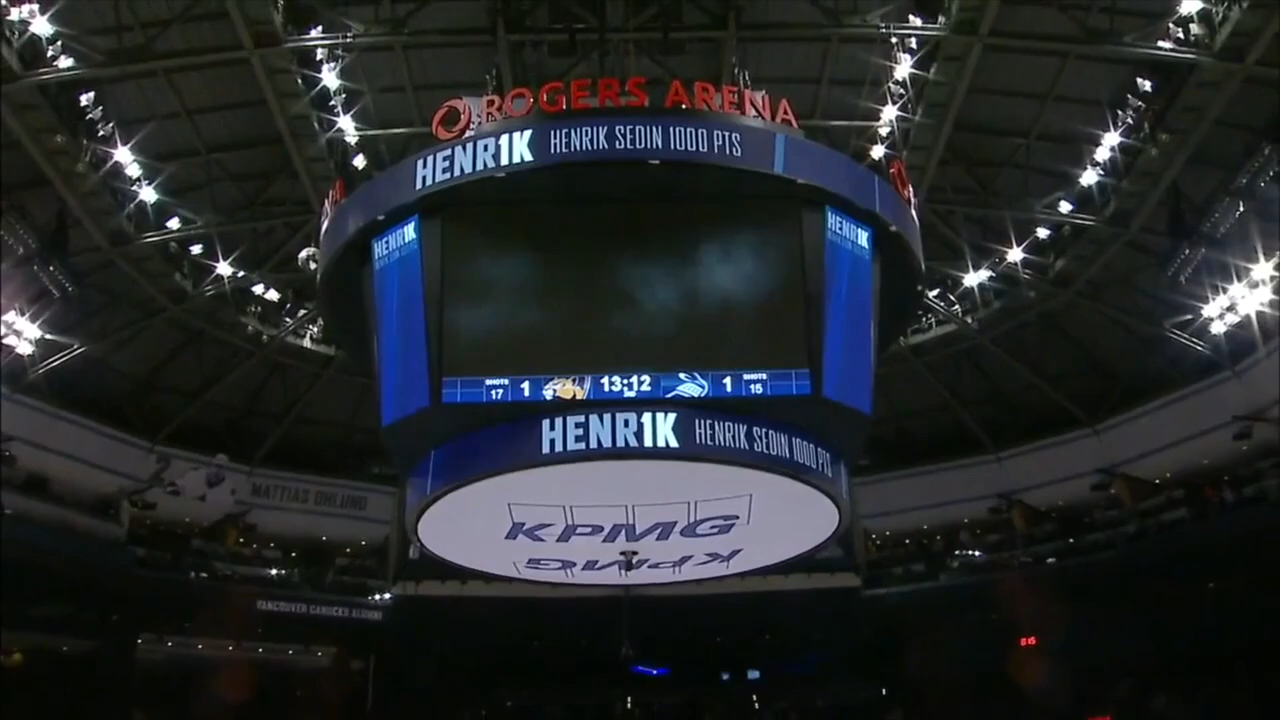 ROGERS ARENA
HENR1K HENRIK SEDIN 1000 PTS
HENR1K
HENR1K
SHOTS 17 1 13:12 1 SHOTS 15
HENR1K HENRIK SEDIN 1000 PTS
MATTIAS OHLUND
KPMG
KPMG
VANCOUVER CANUCKS ALUMNI